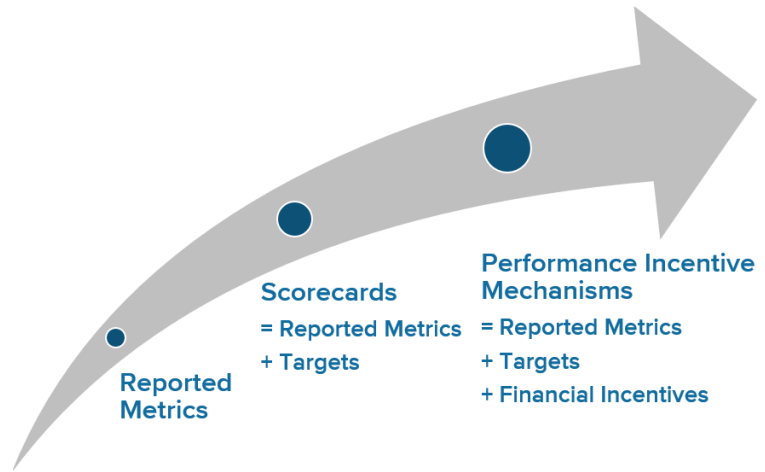 Reported
Metrics
Scorecards
= Reported Metrics
+ Targets
Performance Incentive
Mechanisms
= Reported Metrics
+ Targets
+ Financial Incentives